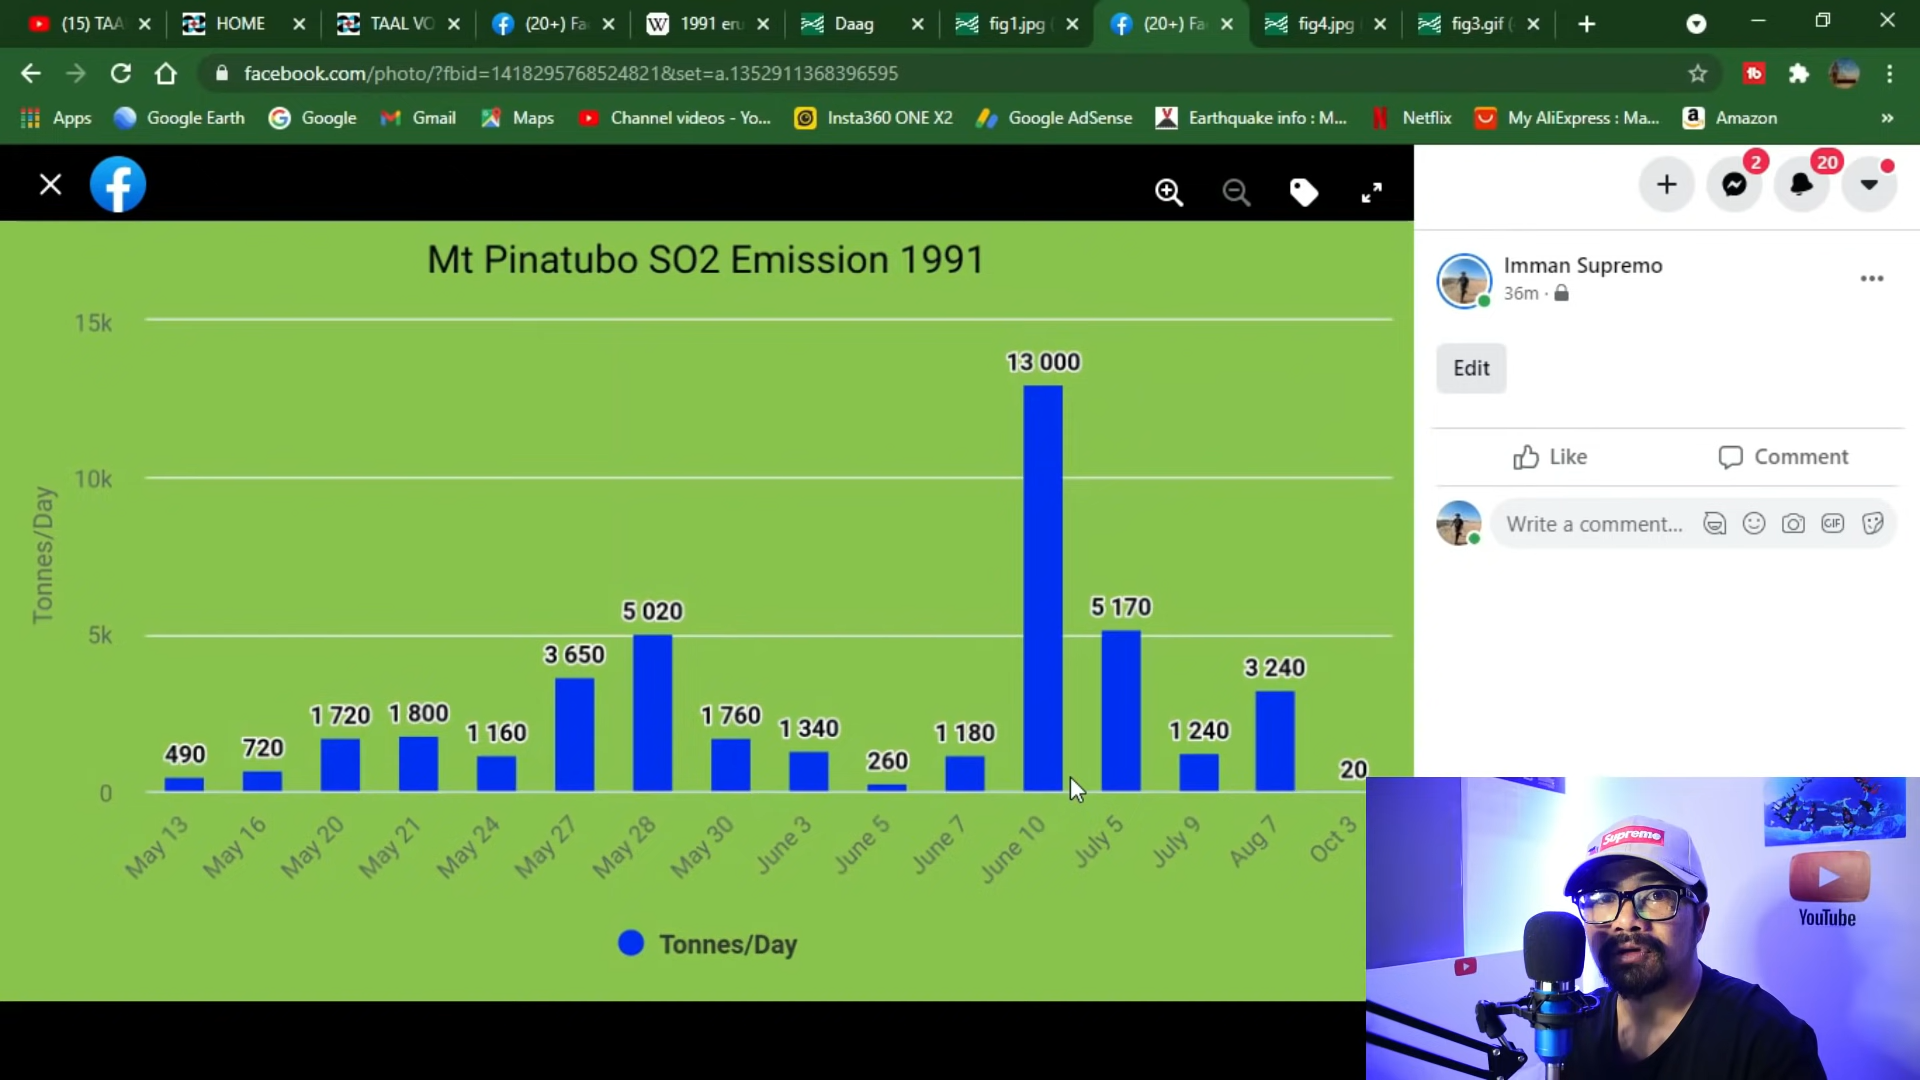 (15) TAA
HOME
TAAL VO
(20+) Fa
1991 eru
Daag
fig1.jpg (
(20+) Fa
fig4.jpg
fig3.gif (
facebook.com/photo/?fbid=1418295768524821&set=a.1352911368396595
Apps
Google Earth
Google
Gmail
Maps
Channel videos - Yo...
Insta360 ONE X2
Google AdSense
Earthquake info : M...
Netflix
My AliExpress : Ma...
Amazon
»
2
20
Mt Pinatubo SO2 Emission 1991
Imman Supremo
36m ·
Edit
Like
Comment
Write a comment...
GIF
15k
10k
5k
0
Tonnes/Day
490
720
1 720
1 800
1 160
3 650
5 020
1 760
1 340
260
1 180
13 000
5 170
1 240
3 240
20
May 13
May 16
May 20
May 21
May 24
May 27
May 28
May 30
June 3
June 5
June 7
June 10
July 5
July 9
Aug 7
Oct 3
Tonnes/Day
Supreme
YouTube